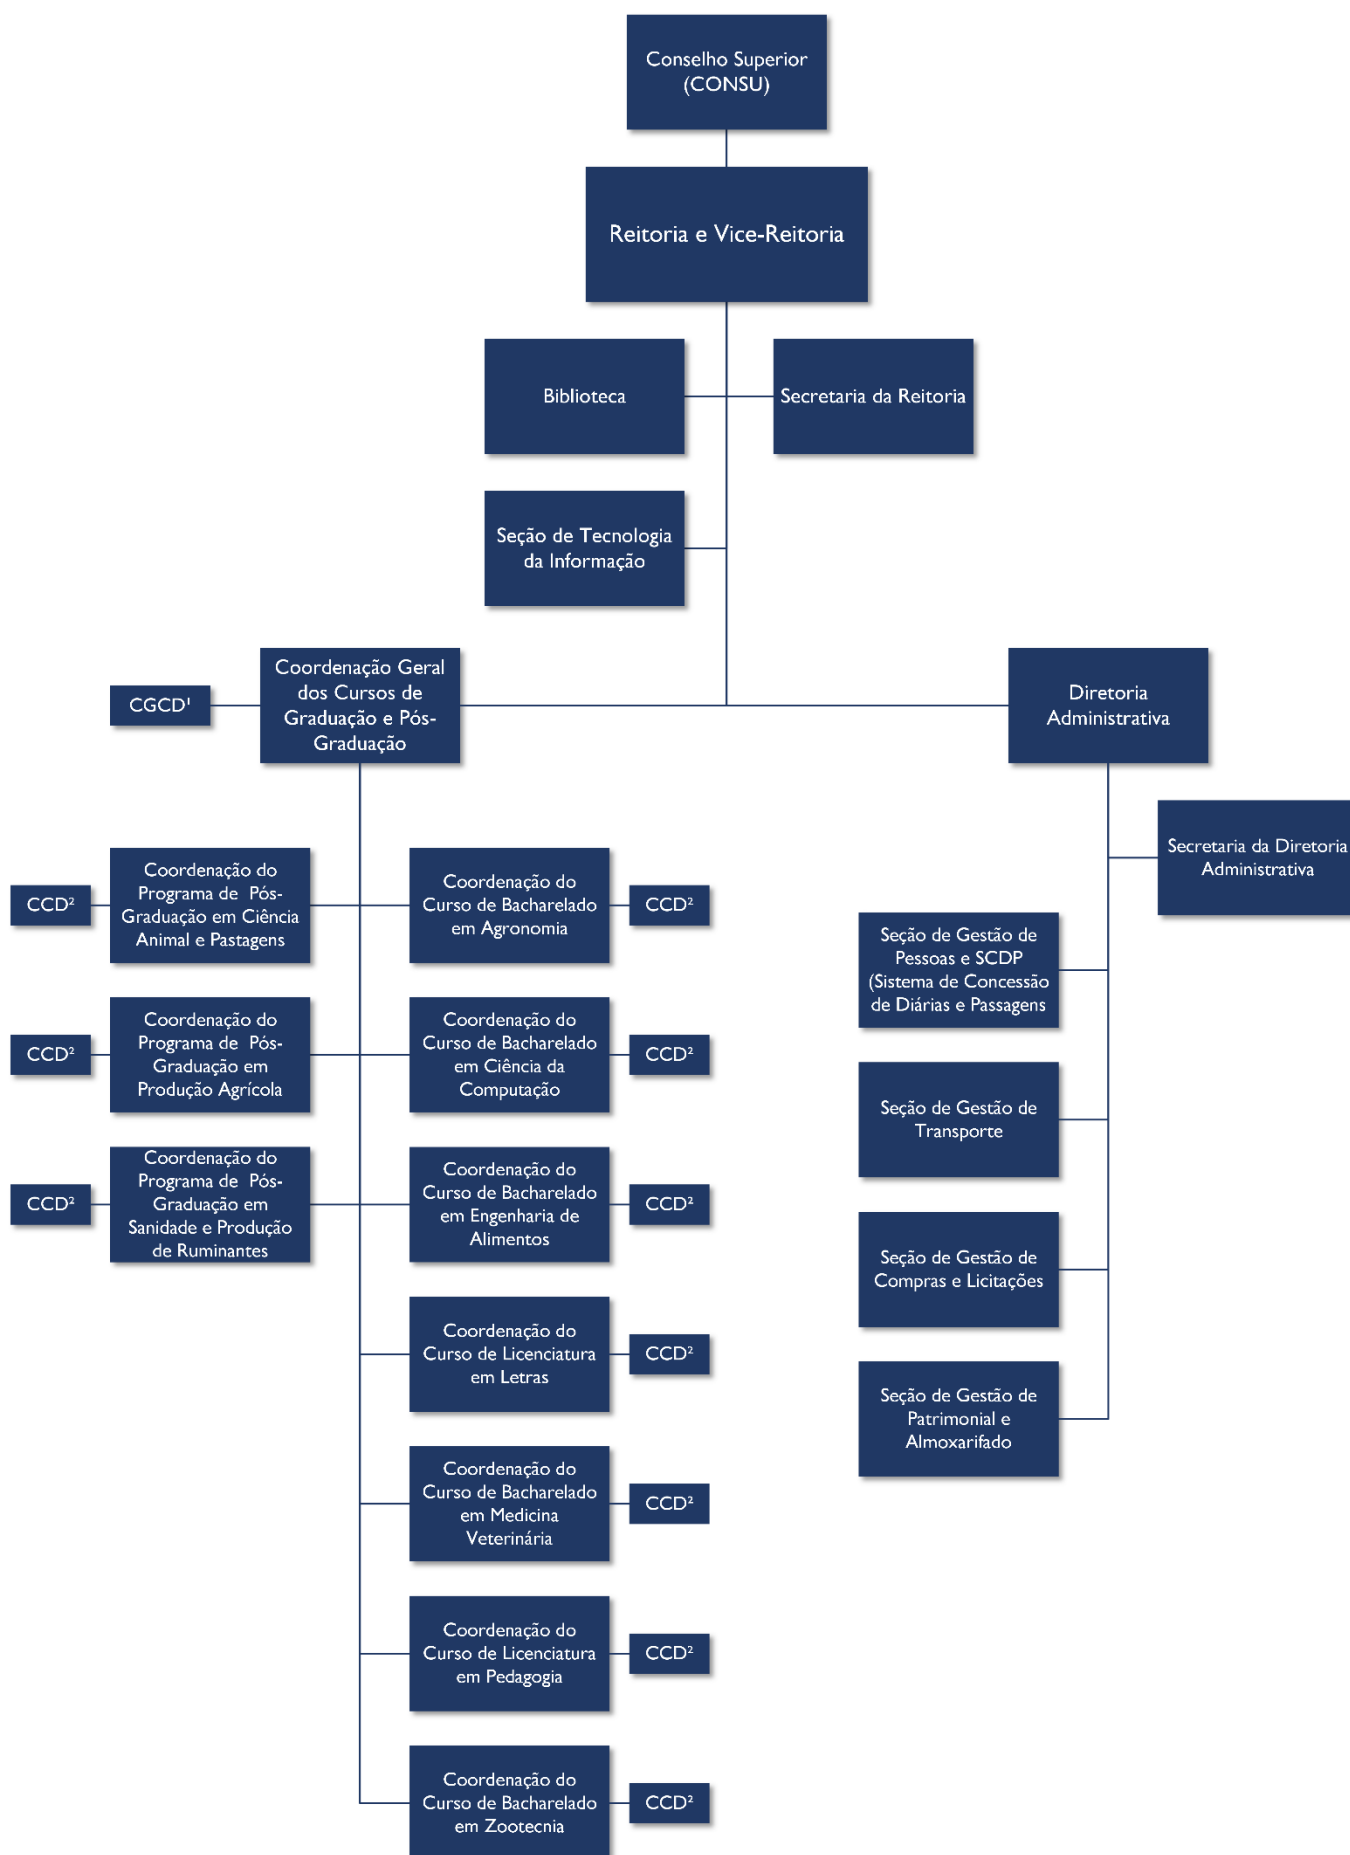 Conselho Superior
(CONSU)
Reitoria e Vice-Reitoria
Biblioteca
Secretaria da Reitoria
Seção de Tecnologia
da Informação
CGCD¹
Coordenação Geral
dos Cursos de
Graduação e Pós-
Graduação
Diretoria
Administrativa
Secretaria da Diretoria
Administrativa
CCD²
Coordenação do
Programa de Pós-
Graduação em Ciência
Animal e Pastagens
Coordenação do
Curso de Bacharelado
em Agronomia
CCD²
Seção de Gestão de
Pessoas e SCDP
(Sistema de Concessão
de Diárias e Passagens
CCD²
Coordenação do
Programa de Pós-
Graduação em
Produção Agrícola
Coordenação do
Curso de Bacharelado
em Ciência da
Computação
CCD²
Seção de Gestão de
Transporte
CCD²
Coordenação do
Programa de Pós-
Graduação em
Sanidade e Produção
de Ruminantes
Coordenação do
Curso de Bacharelado
em Engenharia de
Alimentos
CCD²
Seção de Gestão de
Compras e Licitações
Coordenação do
Curso de Licenciatura
em Letras
CCD²
Seção de Gestão de
Patrimonial e
Almoxarifado
Coordenação do
Curso de Bacharelado
em Medicina
Veterinária
CCD²
Coordenação do
Curso de Licenciatura
em Pedagogia
CCD²
Coordenação do
Curso de Bacharelado
em Zootecnia
CCD²